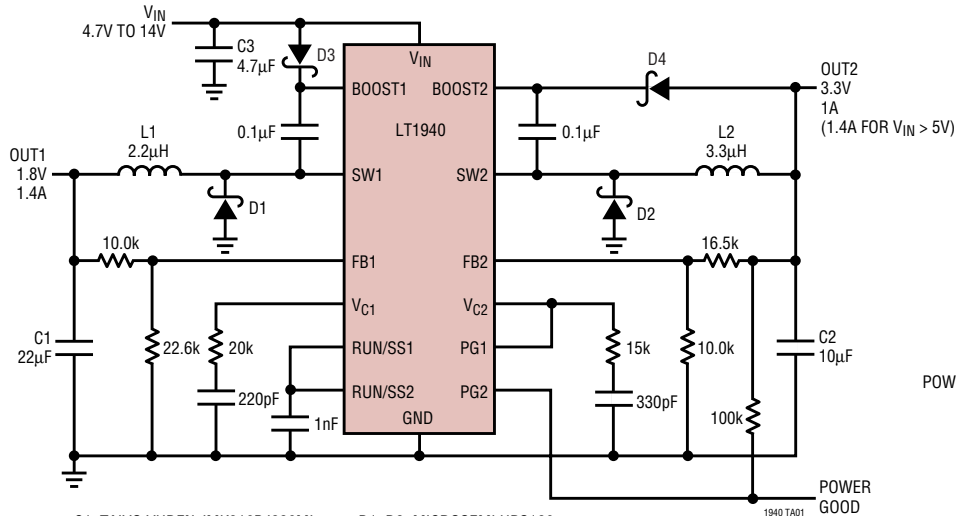 VIN
4.7V TO 14V
C3
4.7µF
D3
VIN
BOOST1
BOOST2
LT1940
D4
OUT2
3.3V
1A
(1.4A FOR VIN > 5V)
0.1µF
0.1µF
L1
2.2µH
L2
3.3µH
OUT1
1.8V
1.4A
SW1
SW2
D1
D2
10.0k
FB1
FB2
16.5k
VC1
VC2
C1
22µF
22.6k
20k
RUN/SS1
PG1
15k
10.0k
C2
10µF
220pF
RUN/SS2
PG2
330pF
POW
1nF
GND
100k
POWER
GOOD
1940 TA01